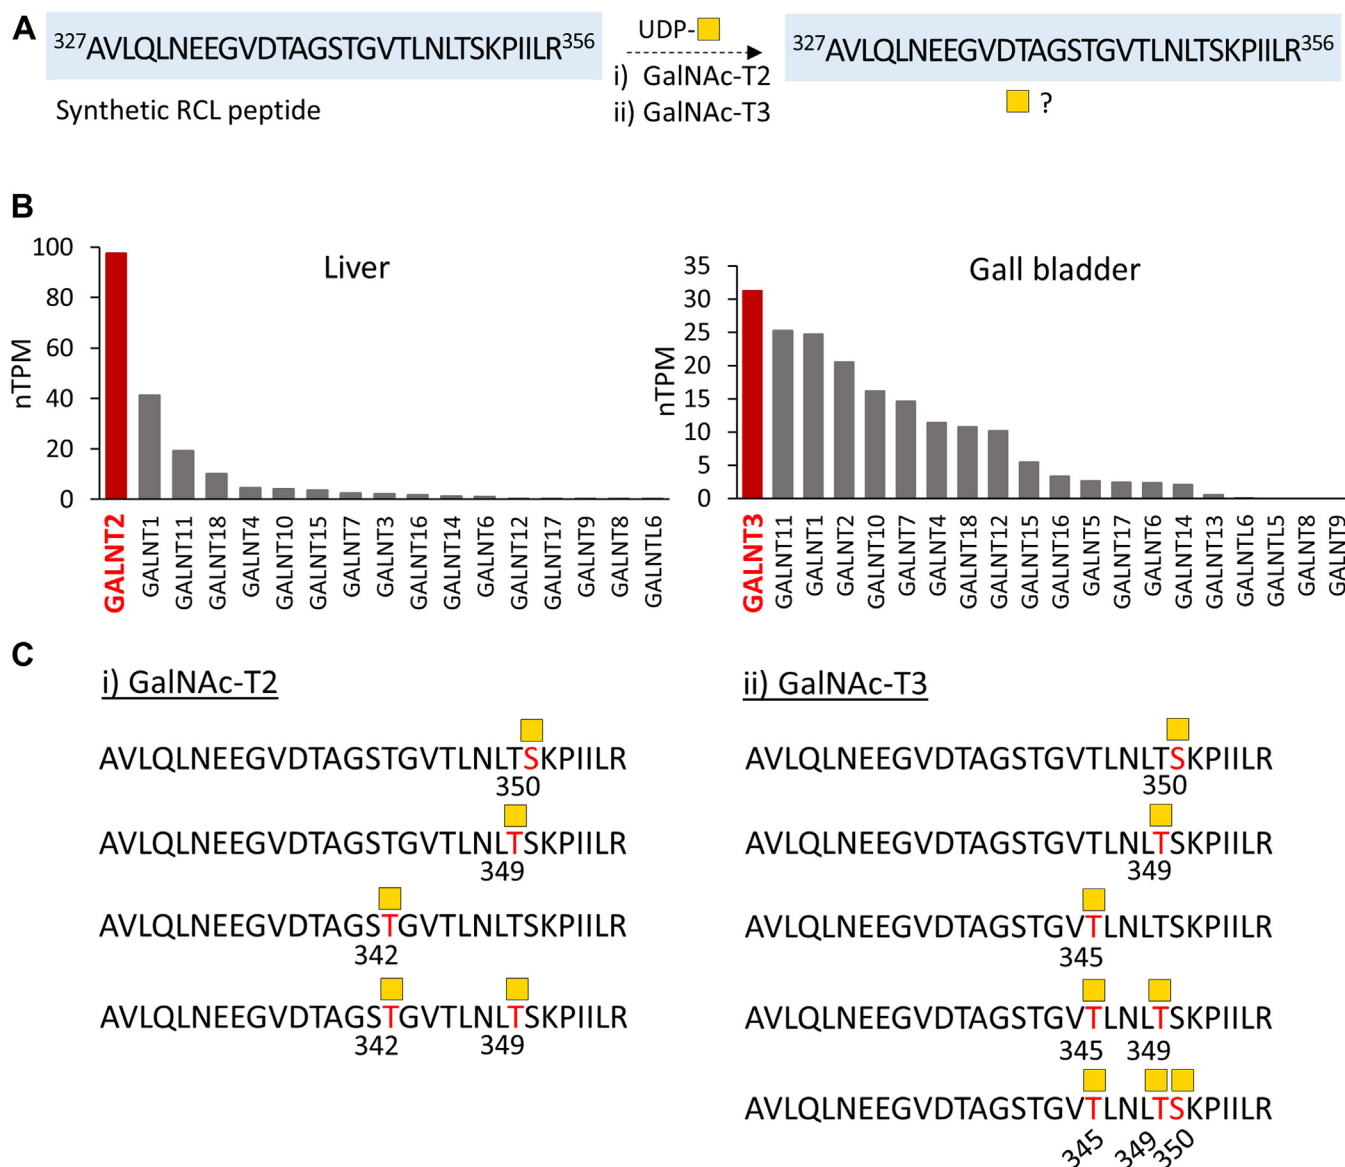 A
³²⁷AVLQLNEEGVDTAGSTGVTLNLTSKPIILR³⁵⁶
UDP-
i) GalNAc-T2
ii) GalNAc-T3
³²⁷AVLQLNEEGVDTAGSTGVTLNLTSKPIILR³⁵⁶
Synthetic RCL peptide
?
B
Liver
nTPM
100
80
60
40
20
0
GALNT2
GALNT1
GALNT11
GALNT18
GALNT4
GALNT10
GALNT15
GALNT7
GALNT3
GALNT16
GALNT14
GALNT6
GALNT12
GALNT17
GALNT9
GALNT8
GALNTL6
Gall bladder
nTPM
35
30
25
20
15
10
5
0
GALNT3
GALNT11
GALNT1
GALNT2
GALNT10
GALNT7
GALNT4
GALNT18
GALNT12
GALNT15
GALNT16
GALNT5
GALNT17
GALNT6
GALNT14
GALNT13
GALNTL6
GALNTL5
GALNT8
GALNT9
C
i) GalNAc-T2
AVLQLNEEGVDTAGSTGVTLNLTSKPIILR
350
AVLQLNEEGVDTAGSTGVTLNLTSKPIILR
349
AVLQLNEEGVDTAGSTGVTLNLTSKPIILR
342
AVLQLNEEGVDTAGSTGVTLNLTSKPIILR
342 349
ii) GalNAc-T3
AVLQLNEEGVDTAGSTGVTLNLTSKPIILR
350
AVLQLNEEGVDTAGSTGVTLNLTSKPIILR
349
AVLQLNEEGVDTAGSTGVTLNLTSKPIILR
345
AVLQLNEEGVDTAGSTGVTLNLTSKPIILR
345 349
AVLQLNEEGVDTAGSTGVTLNLTSKPIILR
345 349 350